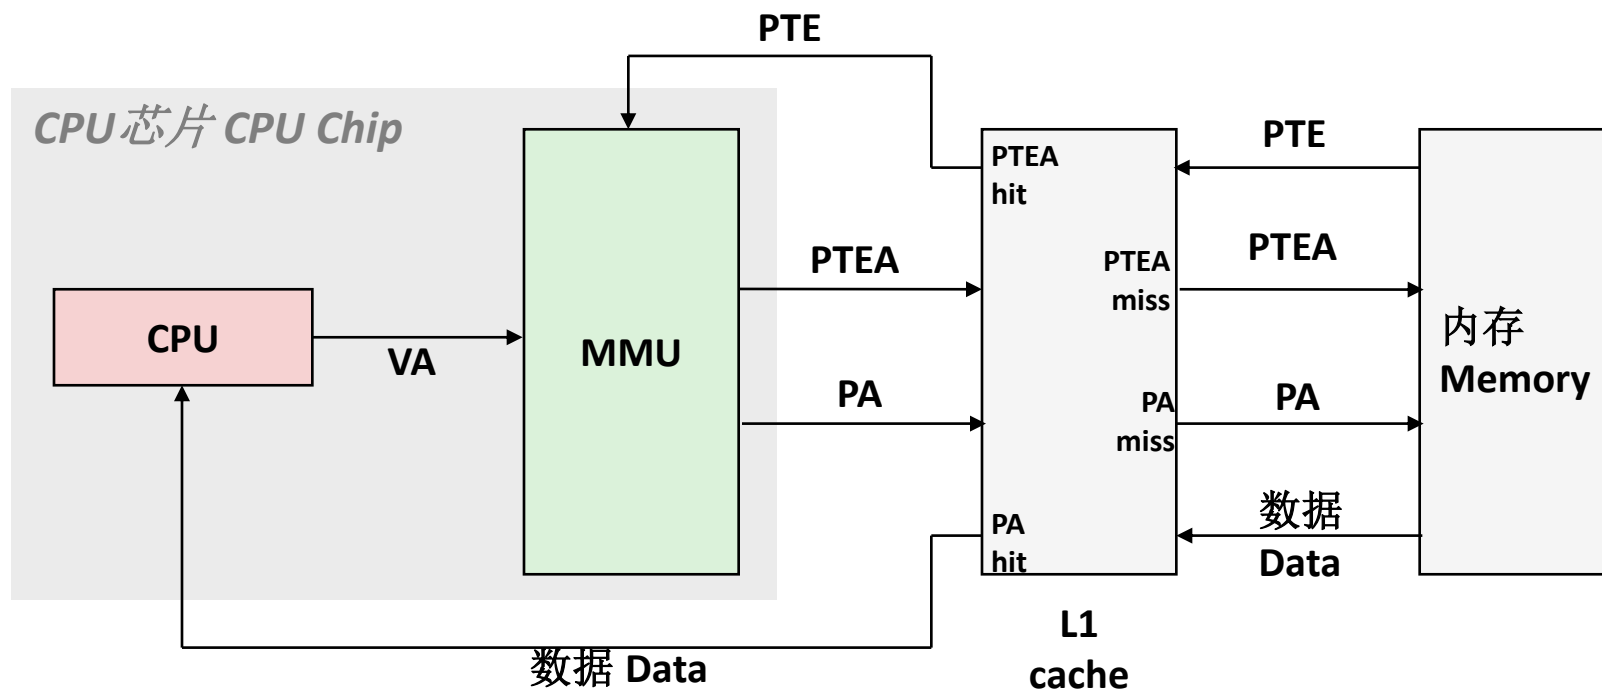 PTE
CPU芯片 CPU Chip
PTEA
hit
PTE
PTEA
PTEA
miss
PTEA
CPU
VA
MMU
内存
Memory
PA
PA
miss
PA
PA
hit
数据
Data
数据 Data
L1
cache